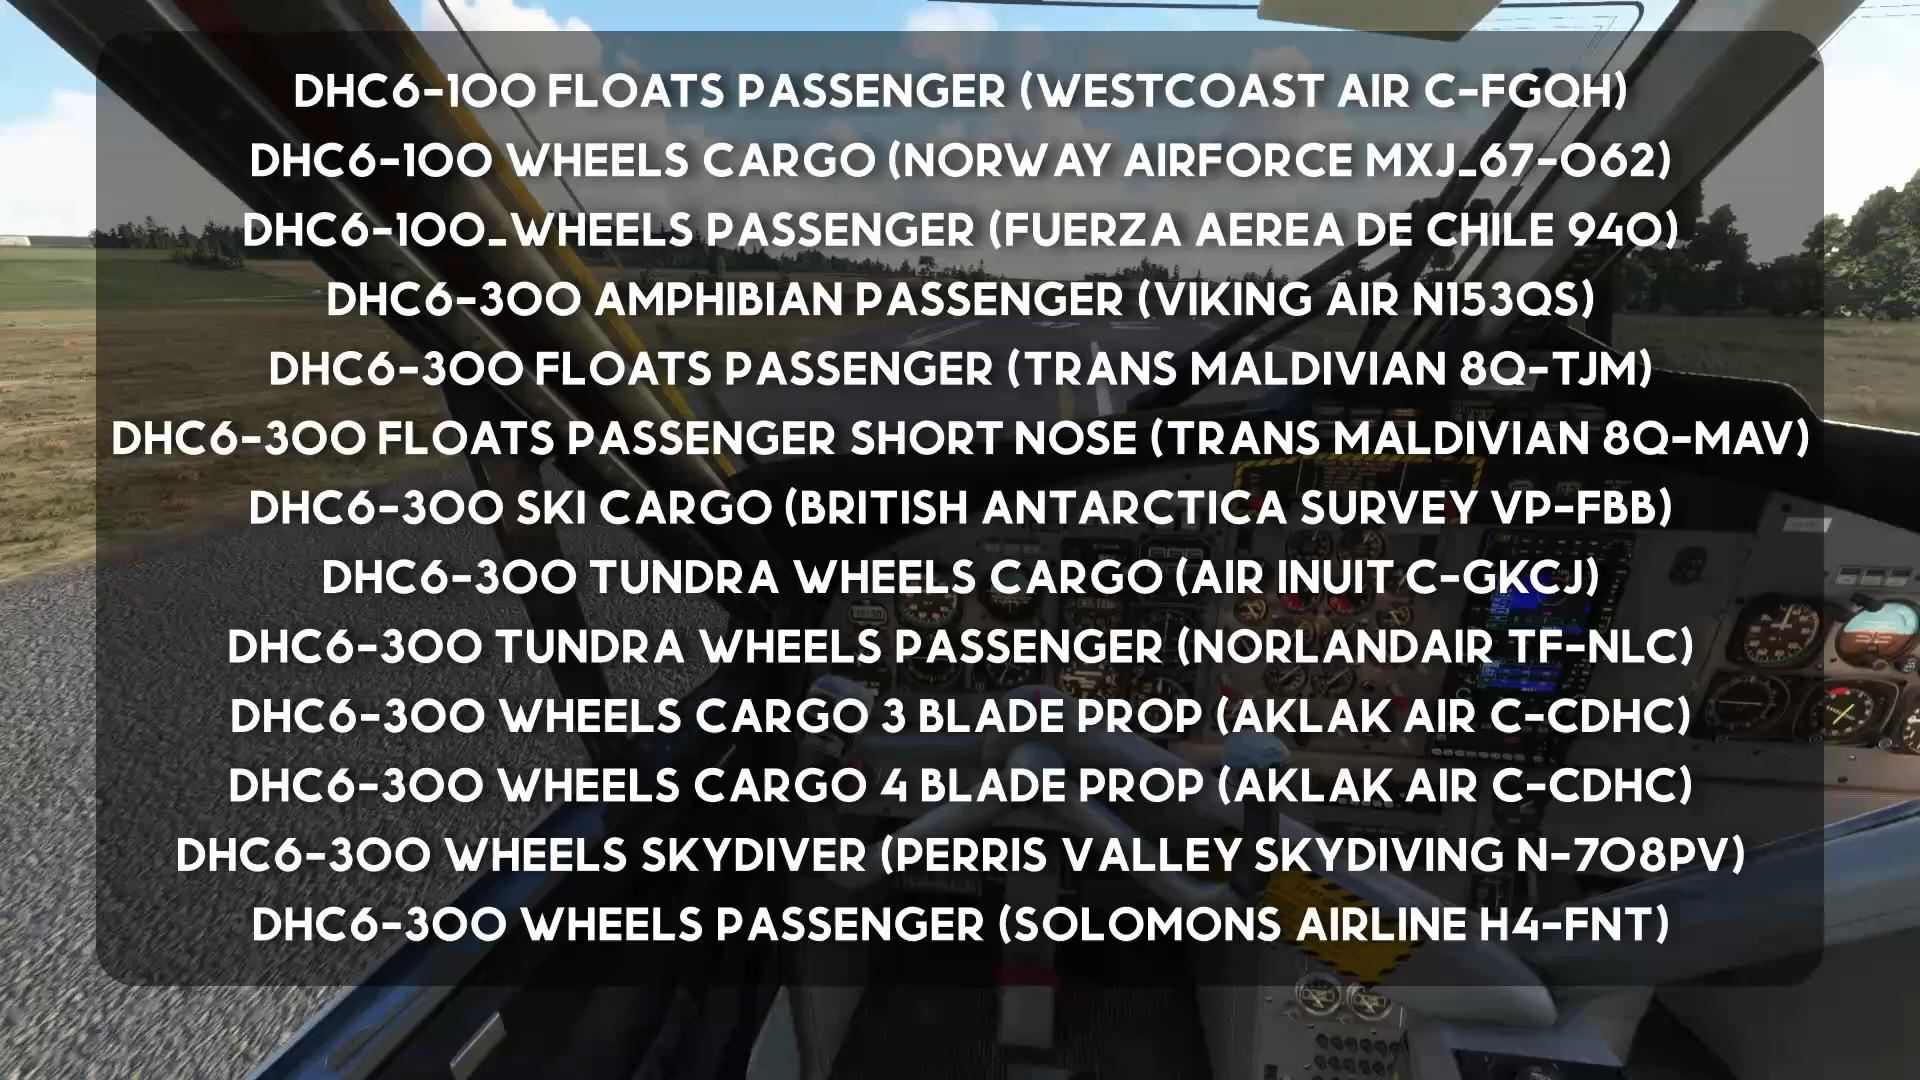 DHC6-100 FLOATS PASSENGER (WESTCOAST AIR C-FGQH)
DHC6-100 WHEELS CARGO (NORWAY AIRFORCE MXJ_67-062)
DHC6-100_WHEELS PASSENGER (FUERZA AEREA DE CHILE 940)
DHC6-300 AMPHIBIAN PASSENGER (VIKING AIR N153QS)
DHC6-300 FLOATS PASSENGER (TRANS MALDIVIAN 8Q-TJM)
DHC6-300 FLOATS PASSENGER SHORT NOSE (TRANS MALDIVIAN 8Q-MAV)
DHC6-300 SKI CARGO (BRITISH ANTARCTICA SURVEY VP-FBB)
DHC6-300 TUNDRA WHEELS CARGO (AIR INUIT C-GKCJ)
DHC6-300 TUNDRA WHEELS PASSENGER (NORLANDAIR TF-NLC)
DHC6-300 WHEELS CARGO 3 BLADE PROP (AKLAK AIR C-CDHC)
DHC6-300 WHEELS CARGO 4 BLADE PROP (AKLAK AIR C-CDHC)
DHC6-300 WHEELS SKYDIVER (PERRIS VALLEY SKYDIVING N-708PV)
DHC6-300 WHEELS PASSENGER (SOLOMONS AIRLINE H4-FNT)